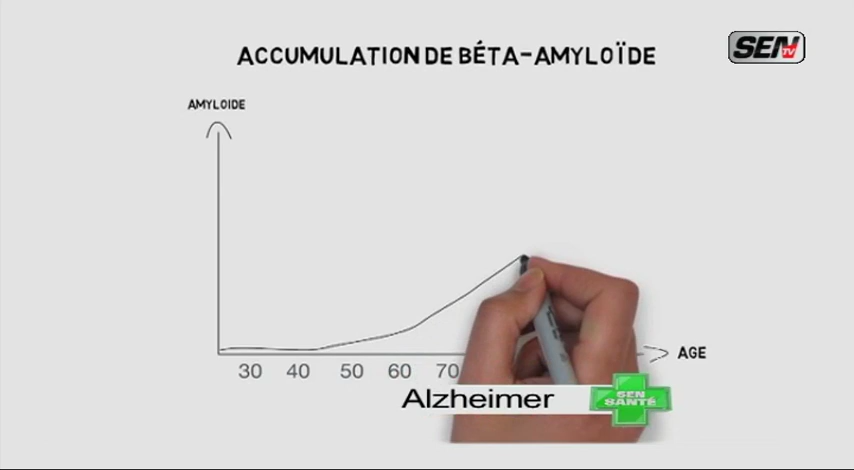 ACCUMULATION DE BÉTA-AMYLOÏDE
SEN TV
AMYLOIDE
AGE
30 40 50 60 70
Alzheimer
SEN
SANTÉ